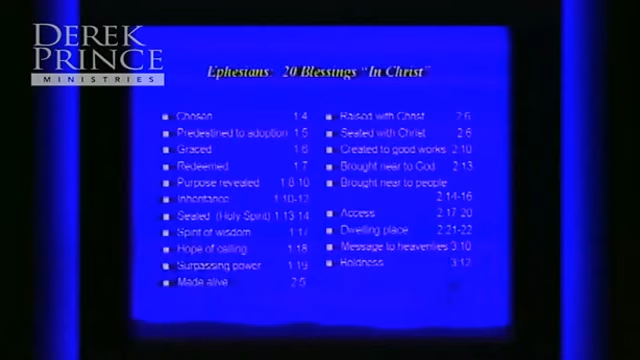 DEREK
PRINCE
MINISTRIES
Ephesians: 20 Blessings "In Christ"
Chosen 1:4
Predestined to adoption 1:5
Graced 1:6
Redeemed 1:7
Purpose revealed 1:8-10
Inheritance 1:10-12
Sealed (Holy Spirit) 1:13-14
Spirit of wisdom 1:17
Hope of calling 1:18
Surpassing power 1:19
Made alive 2:5
Raised with Christ 2:6
Seated with Christ 2:6
Created to good works 2:10
Brought near to God 2:13
Brought near to people
2:14-16
Access 2:17-20
Dwelling place 2:21-22
Message to heavenlies 3:10
Boldness 3:12